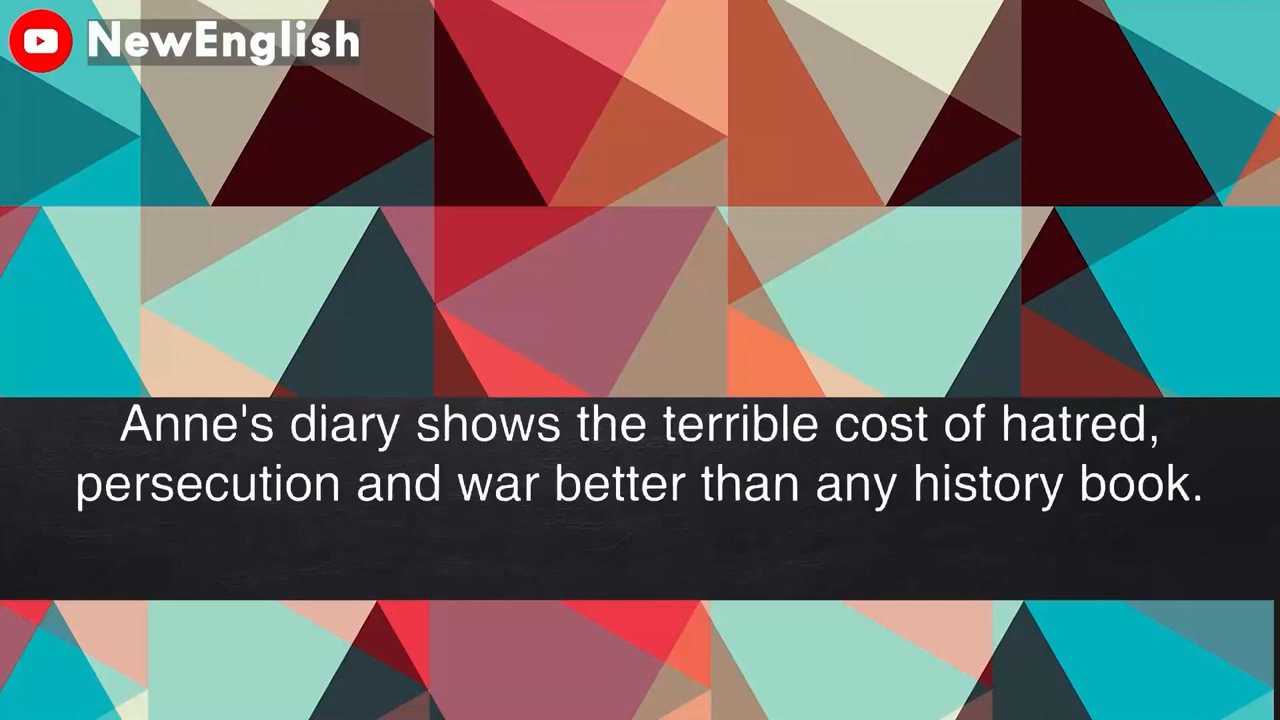 NewEnglish
Anne's diary shows the terrible cost of hatred,
persecution and war better than any history book.